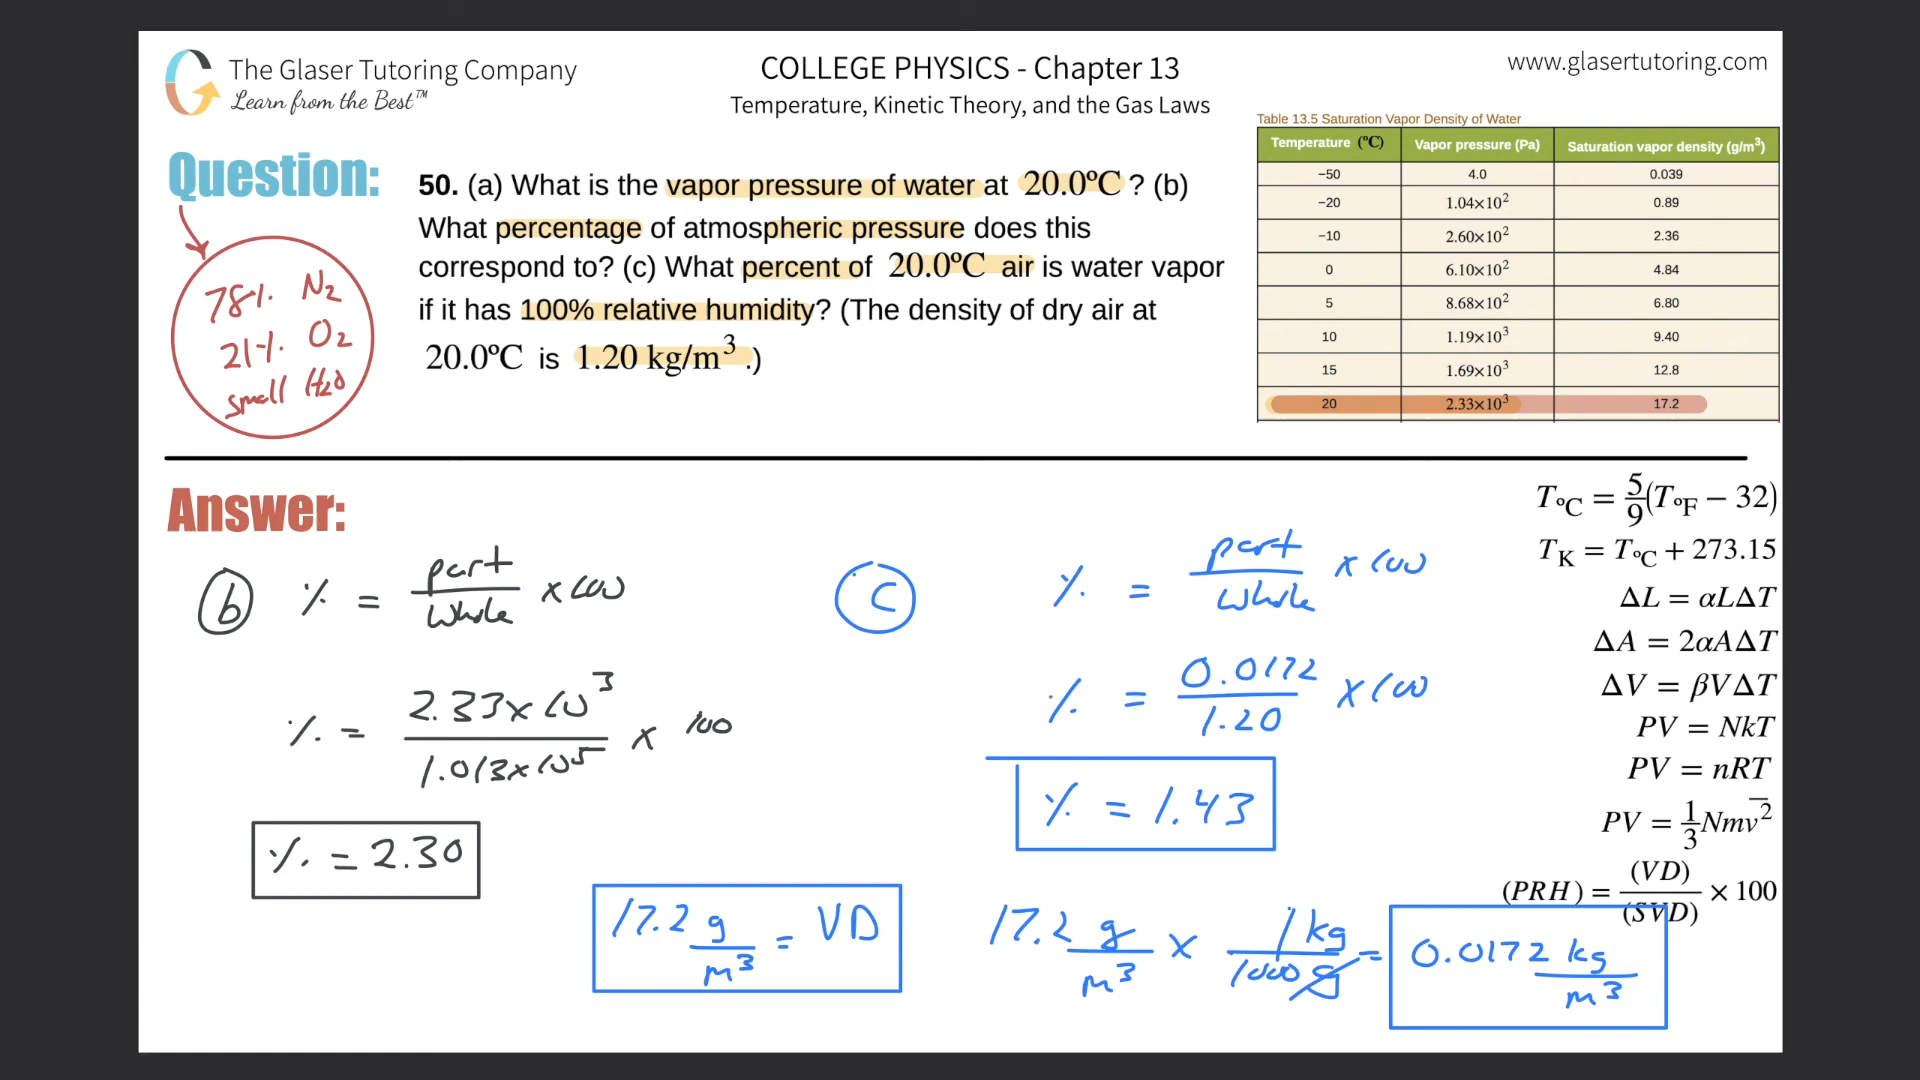 The Glaser Tutoring Company
Learn from the Best™
COLLEGE PHYSICS - Chapter 13
Temperature, Kinetic Theory, and the Gas Laws
www.glasertutoring.com
Question:
50. (a) What is the vapor pressure of water at 20.0ºC ? (b)
What percentage of atmospheric pressure does this
correspond to? (c) What percent of 20.0ºC air is water vapor
if it has 100% relative humidity? (The density of dry air at
20.0ºC is 1.20 kg/m³ .)
78% N₂
21% O₂
small H₂O
Table 13.5 Saturation Vapor Density of Water
Temperature (ºC) Vapor pressure (Pa) Saturation vapor density (g/m³)
−50 4.0 0.039
−20 1.04×10² 0.89
−10 2.60×10² 2.36
0 6.10×10² 4.84
5 8.68×10² 6.80
10 1.19×10³ 9.40
15 1.69×10³ 12.8
20 2.33×10³ 17.2
Answer:
b % = part/whole x 100
% = 2.33x10³/1.013x10⁵ x 100
% = 2.30
c % = part/whole x 100
% = 0.0172/1.20 x 100
% = 1.43
17.2 g/m³ = VD
17.2 g/m³ x 1 kg/1000 g = 0.0172 kg/m³
T°C = 5/9(T°F − 32)
TK = T°C + 273.15
ΔL = αLΔT
ΔA = 2αAΔT
ΔV = βVΔT
PV = NkT
PV = nRT
PV = 1/3Nmv̅²
(PRH) = (VD)/(SVD) × 100